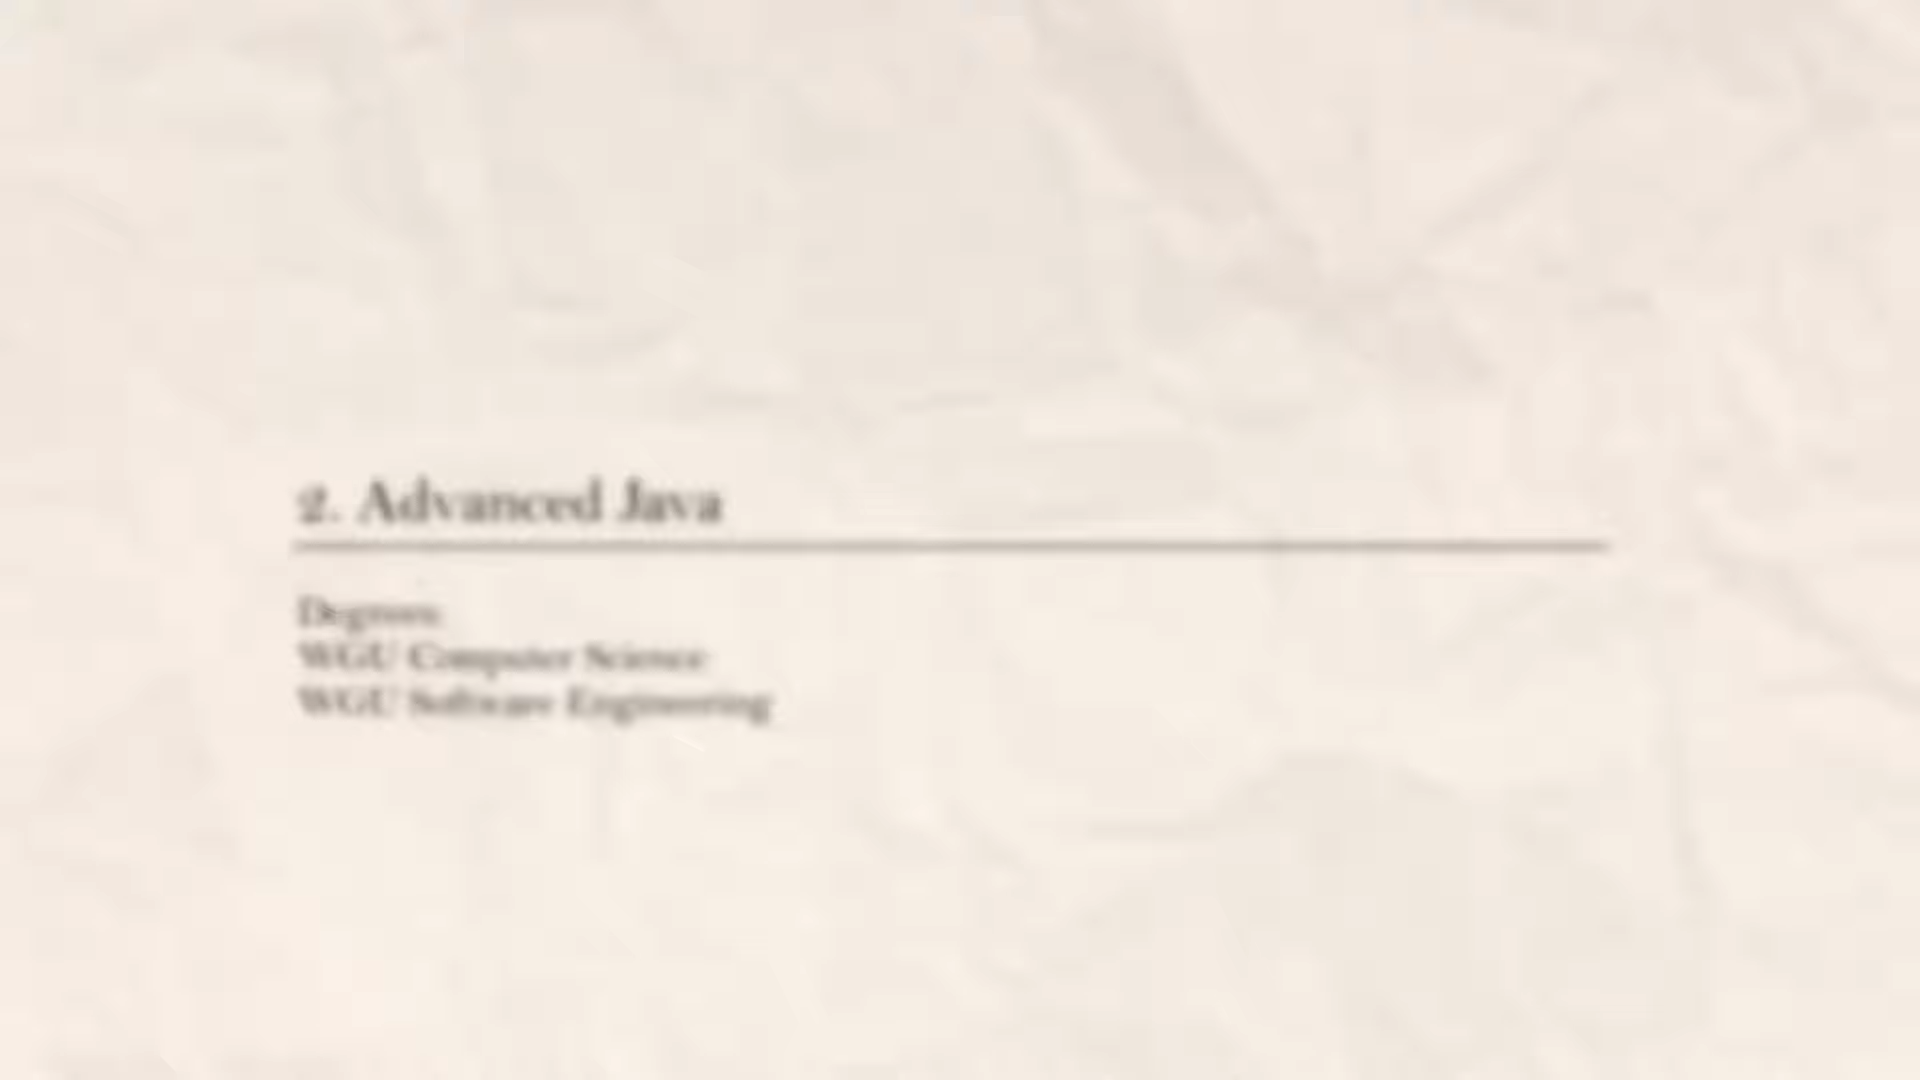 2. Advanced Java
Degrees:
WGU Computer Science
WGU Software Engineering